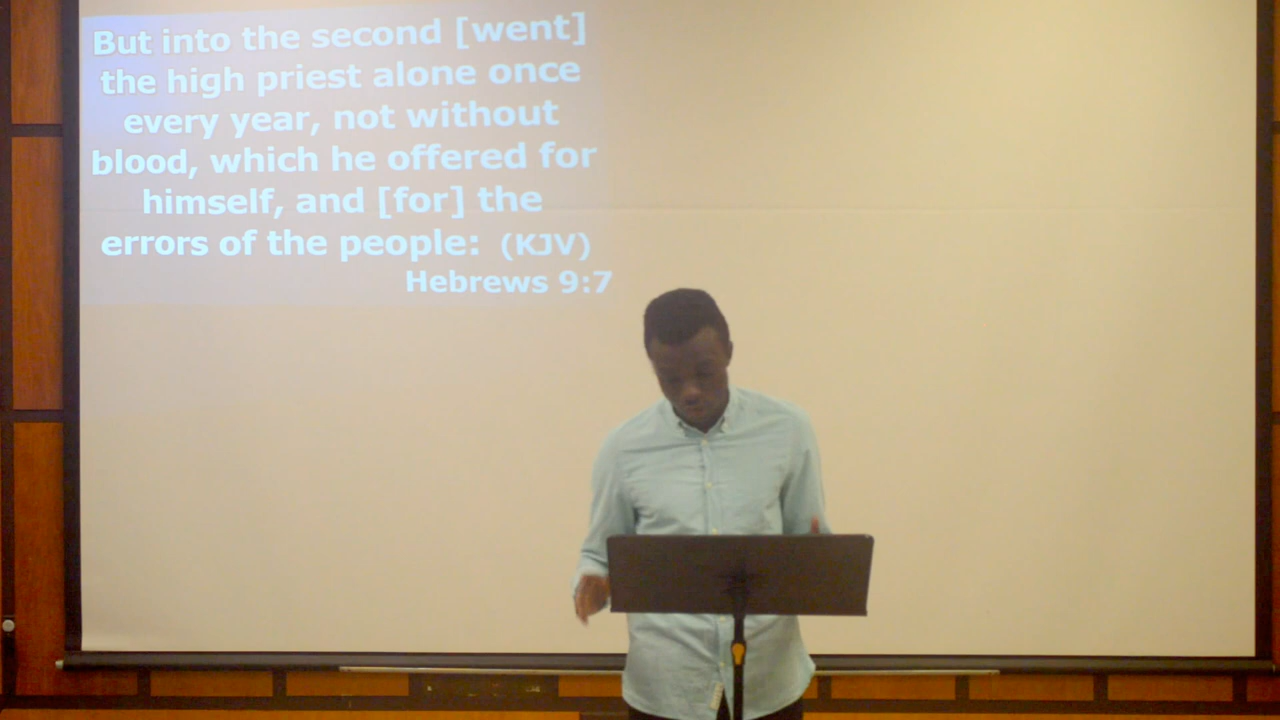 But into the second [went]
the high priest alone once
every year, not without
blood, which he offered for
himself, and [for] the
errors of the people: (KJV)
Hebrews 9:7